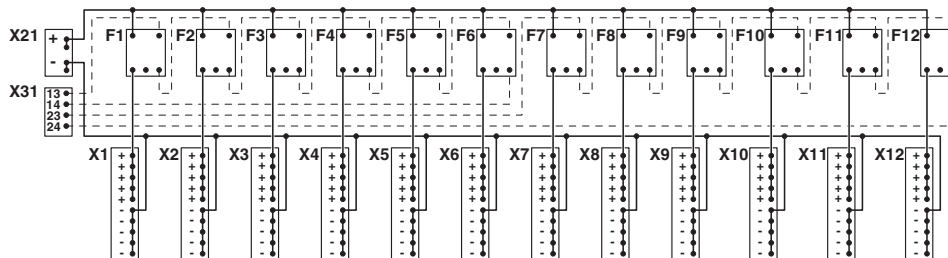 X21 + F1 F2 F3 F4 F5 F6 F7 F8 F9 F10 F11 F12
-
X31
13
14
23
24
X1 X2 X3 X4 X5 X6 X7 X8 X9 X10 X11 X12
+ + + + + + + + + + + +
+ + + + + + + + + + + +
+ + + + + + + + + + + +
+ + + + + + + + + + + +
+ + + + + + + + + + + +
- - - - - - - - - - - -
- - - - - - - - - - - -
- - - - - - - - - - - -
- - - - - - - - - - - -
- - - - - - - - - - - -